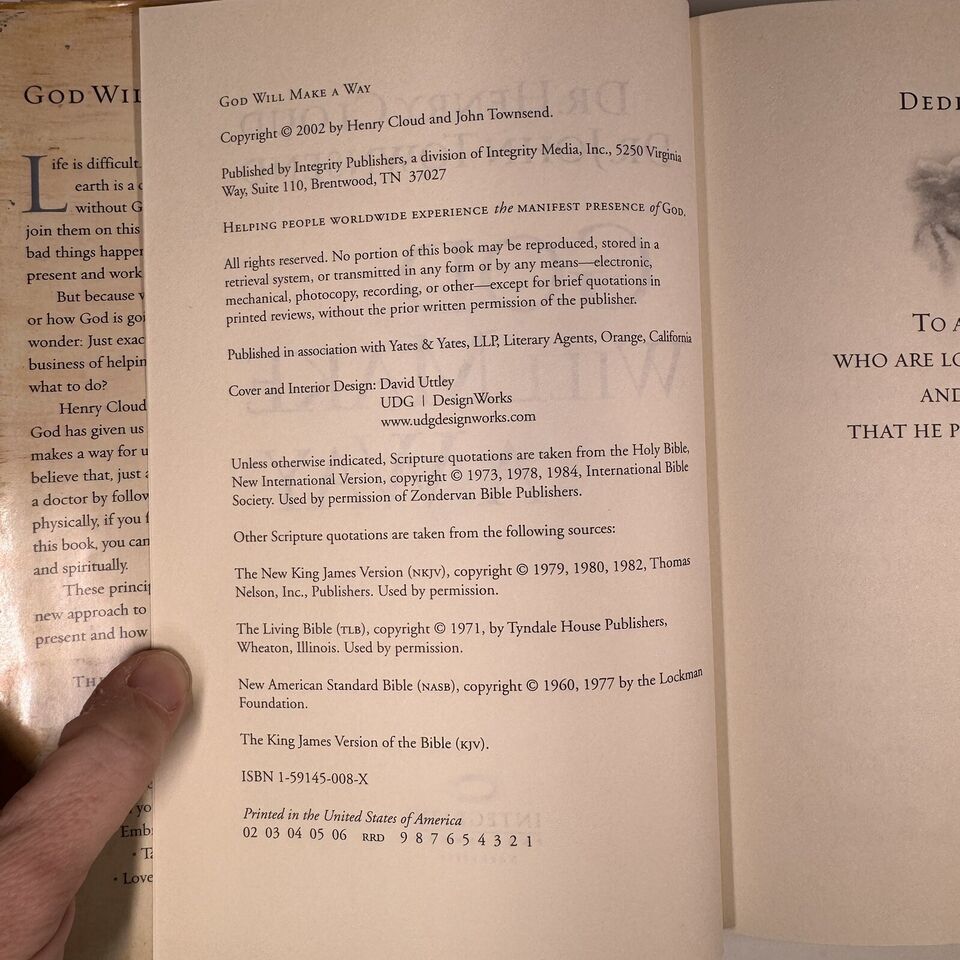 GOD WIL
Life is difficult.
earth is a
without G
join them on this
bad things happen
present and work
But because
or how God is goi
wonder: Just exac
business of helpin
what to do?
Henry Cloud
God has given us
makes a way for u
believe that, just
a doctor by follow
physically, if you
this book, you can
and spiritually.
These princip
new approach to
present and how
TH
yo
Emb
• Ta
• Love
GOD WILL MAKE A WAY
Copyright © 2002 by Henry Cloud and John Townsend.
Published by Integrity Publishers, a division of Integrity Media, Inc., 5250 Virginia
Way, Suite 110, Brentwood, TN 37027
HELPING PEOPLE WORLDWIDE EXPERIENCE the MANIFEST PRESENCE of GOD.
All rights reserved. No portion of this book may be reproduced, stored in a
retrieval system, or transmitted in any form or by any means—electronic,
mechanical, photocopy, recording, or other—except for brief quotations in
printed reviews, without the prior written permission of the publisher.
Published in association with Yates & Yates, LLP, Literary Agents, Orange, California
Cover and Interior Design: David Uttley
UDG | DesignWorks
www.udgdesignworks.com
Unless otherwise indicated, Scripture quotations are taken from the Holy Bible,
New International Version, copyright © 1973, 1978, 1984, International Bible
Society. Used by permission of Zondervan Bible Publishers.
Other Scripture quotations are taken from the following sources:
The New King James Version (NKJV), copyright © 1979, 1980, 1982, Thomas
Nelson, Inc., Publishers. Used by permission.
The Living Bible (TLB), copyright © 1971, by Tyndale House Publishers,
Wheaton, Illinois. Used by permission.
New American Standard Bible (NASB), copyright © 1960, 1977 by the Lockman
Foundation.
The King James Version of the Bible (KJV).
ISBN 1-59145-008-X
Printed in the United States of America
02 03 04 05 06 RRD 9 8 7 6 5 4 3 2 1
DEDI
TO A
WHO ARE LO
AND
THAT HE P